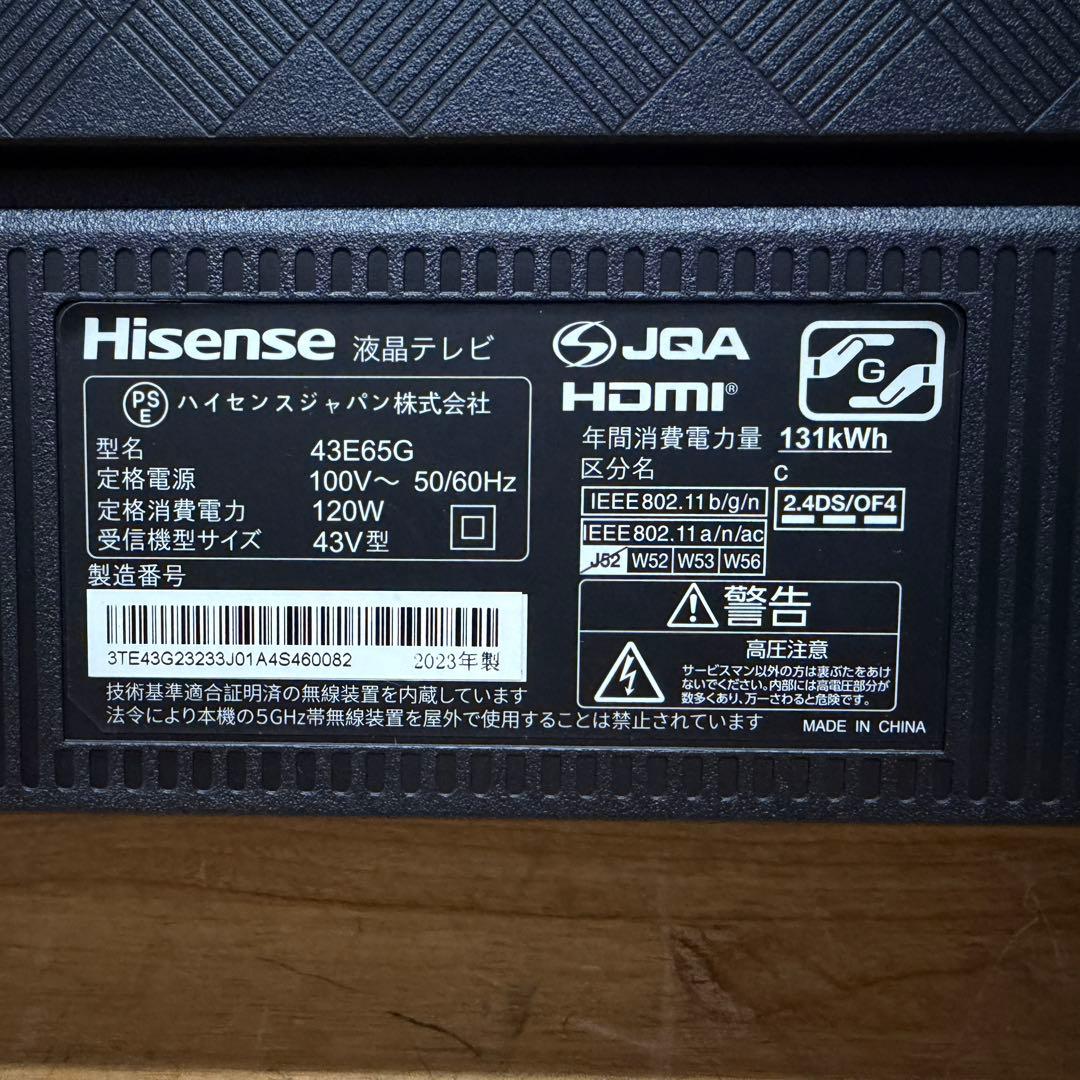 Hisense 液晶テレビ
PSE ハイセンスジャパン株式会社
型名 43E65G
定格電源 100V～ 50/60Hz
定格消費電力 120W
受信機型サイズ 43V型
製造番号
3TE43G23233J01A4S460082 2023年製
技術基準適合証明済の無線装置を内蔵しています
法令により本機の5GHz帯無線装置を屋外で使用することは禁止されています
JQA
HDMI®
G
年間消費電力量 131kWh
区分名 C
IEEE802.11b/g/n
2.4DS/OF4
IEEE802.11a/n/ac
J52 W52 W53 W56
警告
高圧注意
サービスマン以外の方は裏ぶたをあけ
ないでください。内部には高電圧部分が
数多くあり、万一さわると危険です。
MADE IN CHINA